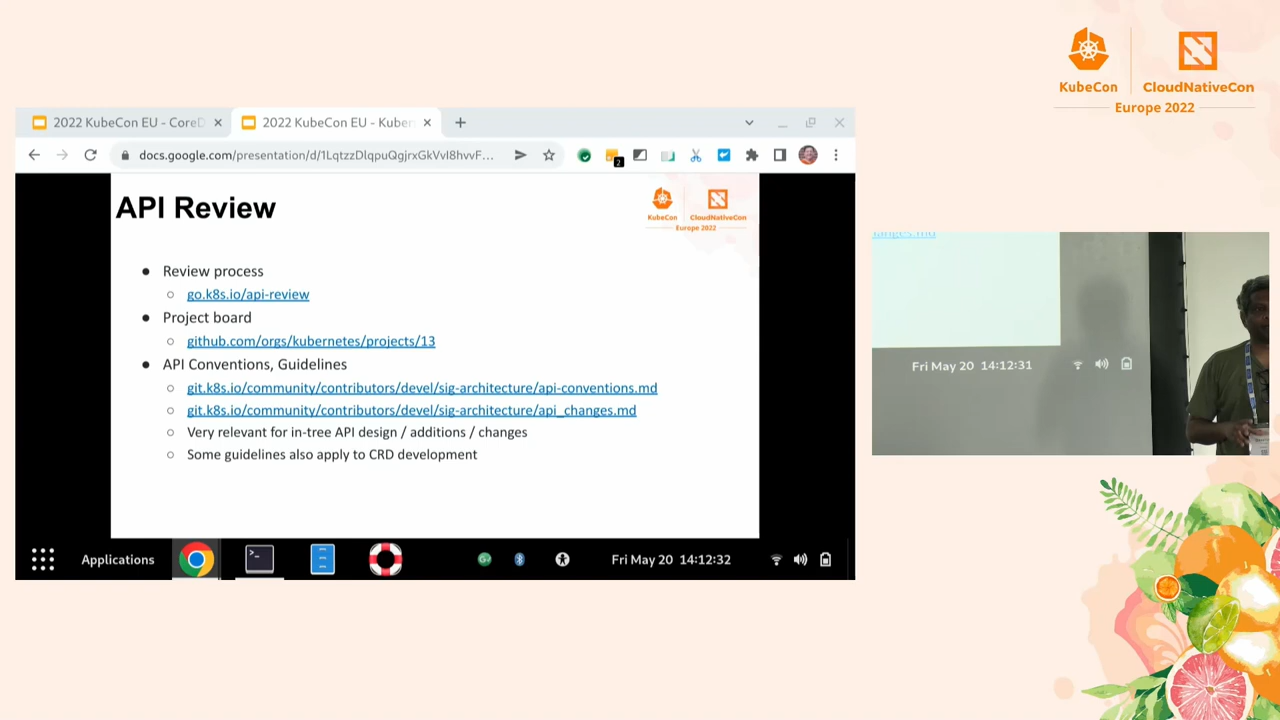 KubeCon
CloudNativeCon
Europe 2022
2022 KubeCon EU - CoreD
2022 KubeCon EU - Kuber
docs.google.com/presentation/d/1LqtzzDlqpuQgjrxGkVvI8hvvF...
2
API Review
KubeCon
CloudNativeCon
Europe 2022
Review process
go.k8s.io/api-review
Project board
github.com/orgs/kubernetes/projects/13
API Conventions, Guidelines
git.k8s.io/community/contributors/devel/sig-architecture/api-conventions.md
git.k8s.io/community/contributors/devel/sig-architecture/api_changes.md
Very relevant for in-tree API design / additions / changes
Some guidelines also apply to CRD development
Applications
Fri May 20 14:12:32
anges.md
Fri May 20 14:12:31